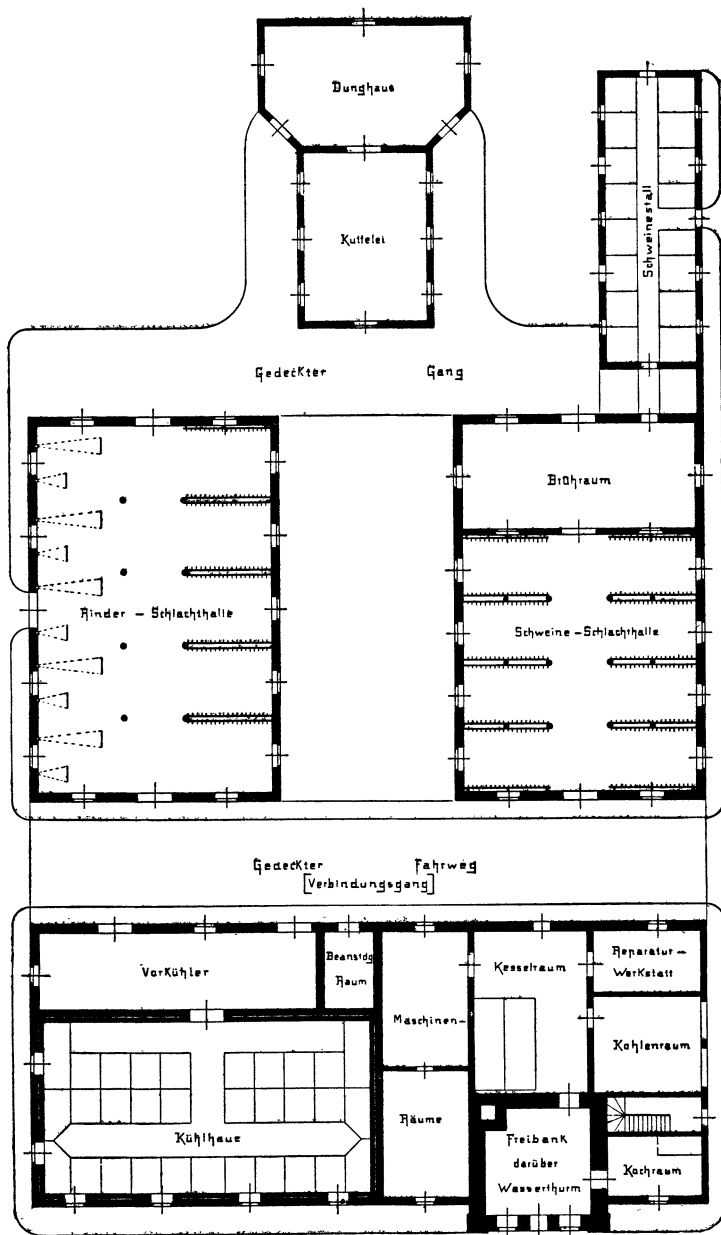 Dunghaus
Kuttelei
Schweinestall
Gedeckter Gang
Brühraum
Rinder - Schlachthalle
Schweine - Schlachthalle
Gedeckter Fahrweg
[Verbindungsgang]
Vorkühler
Beanstdg
Raum
Maschinen-
Räume
Kesselraum
Reparatur-
Werkstatt
Kohlenraum
Kühlhaus
Freibank
darüber
Wasserthurm
Kochraum